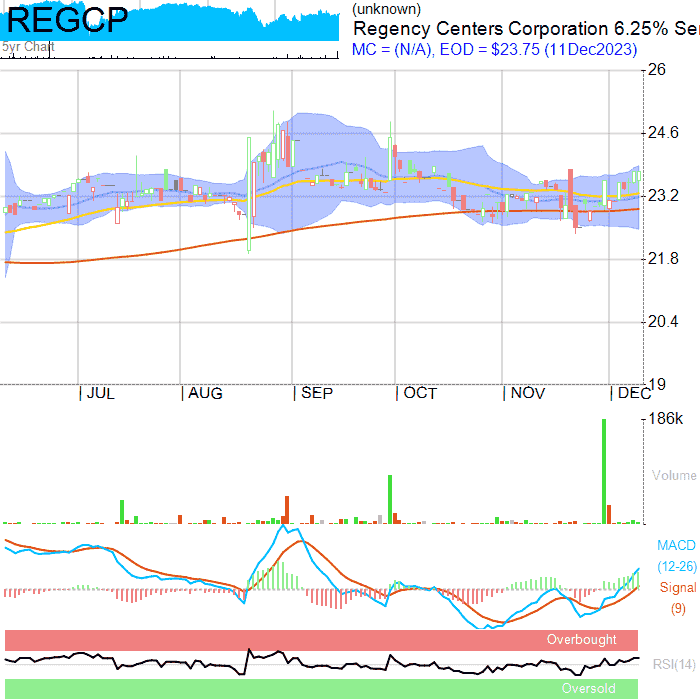 REGCP
5yr Chart
(unknown)
Regency Centers Corporation 6.25% Ser
MC = (N/A), EOD = $23.75 (11Dec2023)
26
24.6
23.2
21.8
20.4
19
JUL AUG SEP OCT NOV DEC
186k
Volume
MACD
(12-26)
Signal
(9)
Overbought
RSI(14)
Oversold